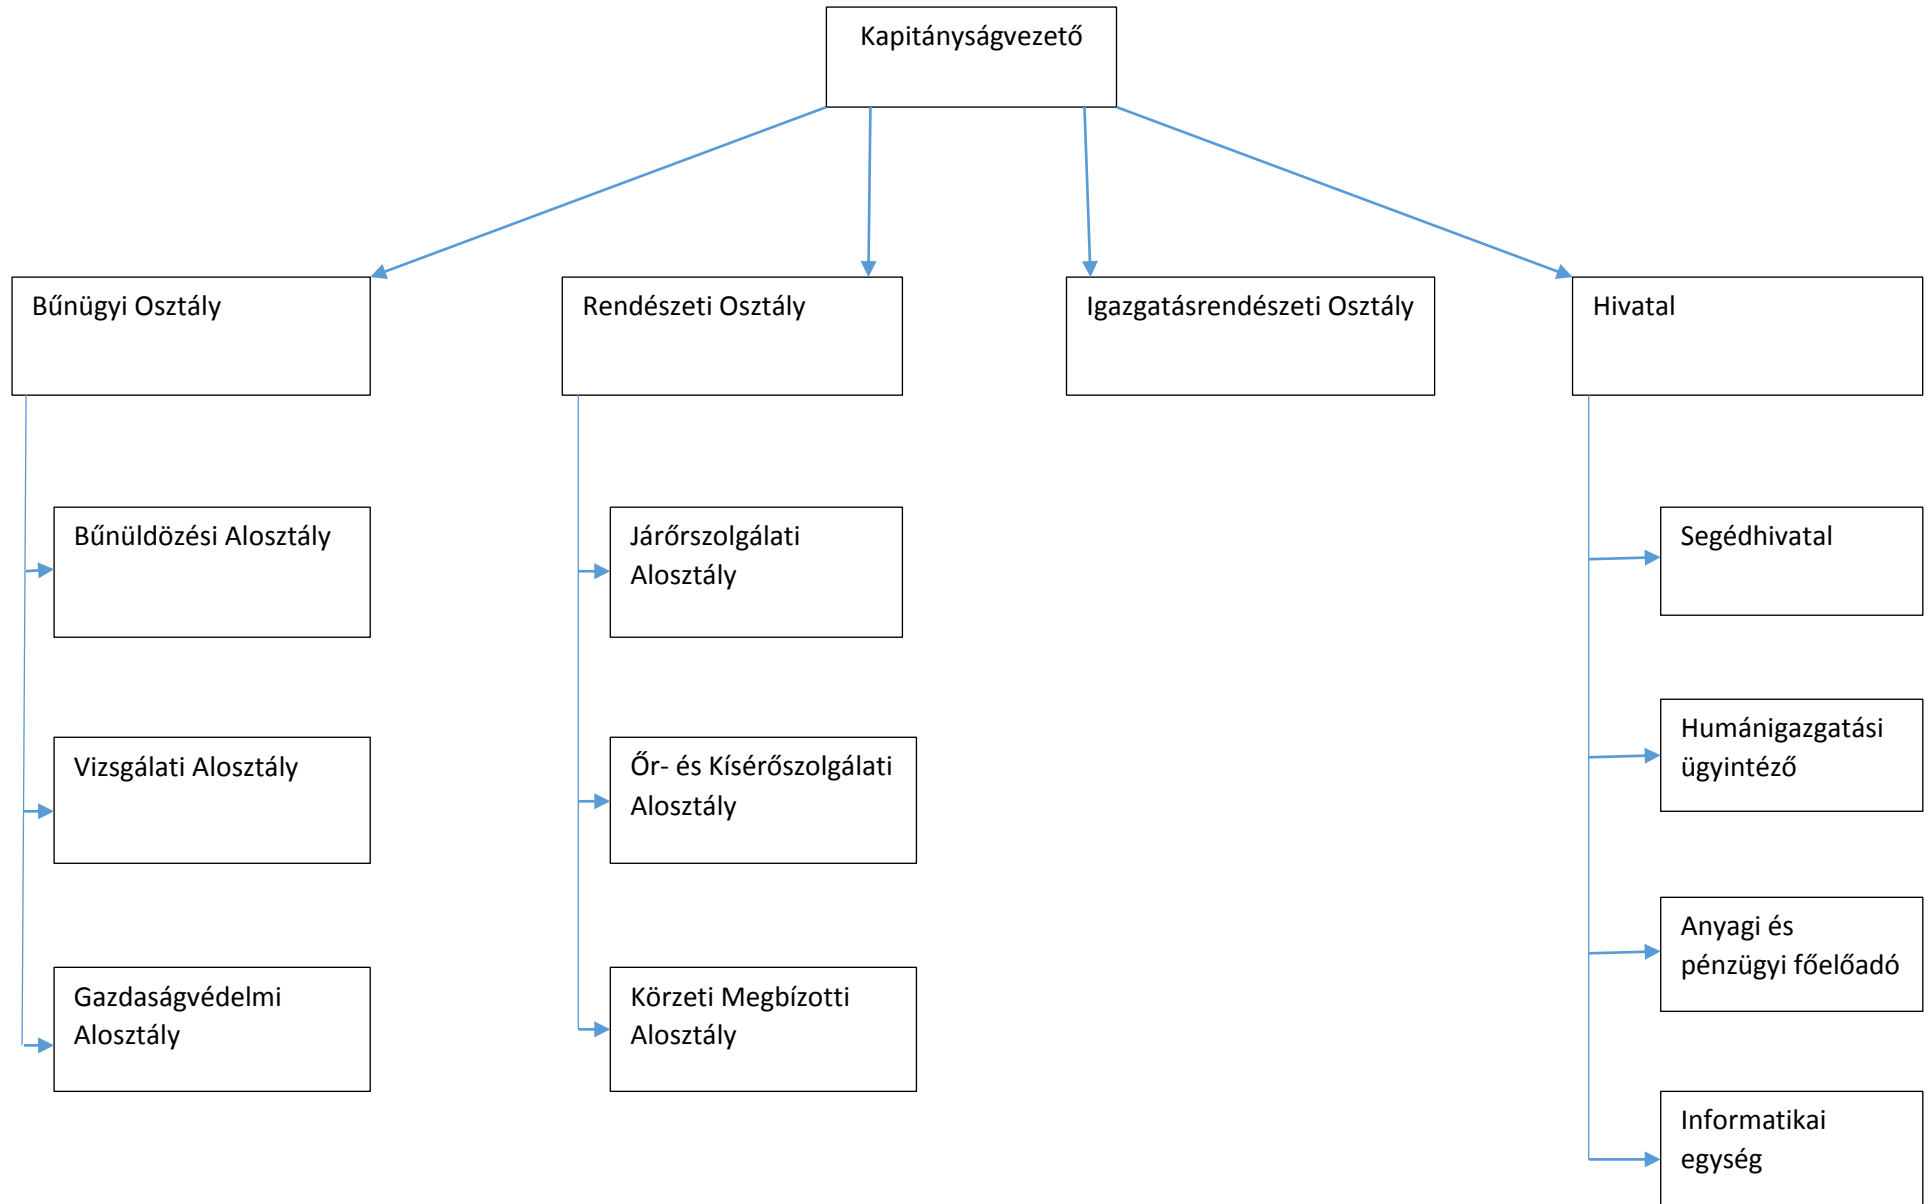 Kapitányságvezető
Bűnügyi Osztály
Rendészeti Osztály
Igazgatásrendészeti Osztály
Hivatal
Bűnüldözési Alosztály
Járőrszolgálati
Alosztály
Segédhivatal
Vizsgálati Alosztály
Őr- és Kísérőszolgálati
Alosztály
Humánigazgatási
ügyintéző
Gazdaságvédelmi
Alosztály
Körzeti Megbízotti
Alosztály
Anyagi és
pénzügyi főelőadó
Informatikai
egység